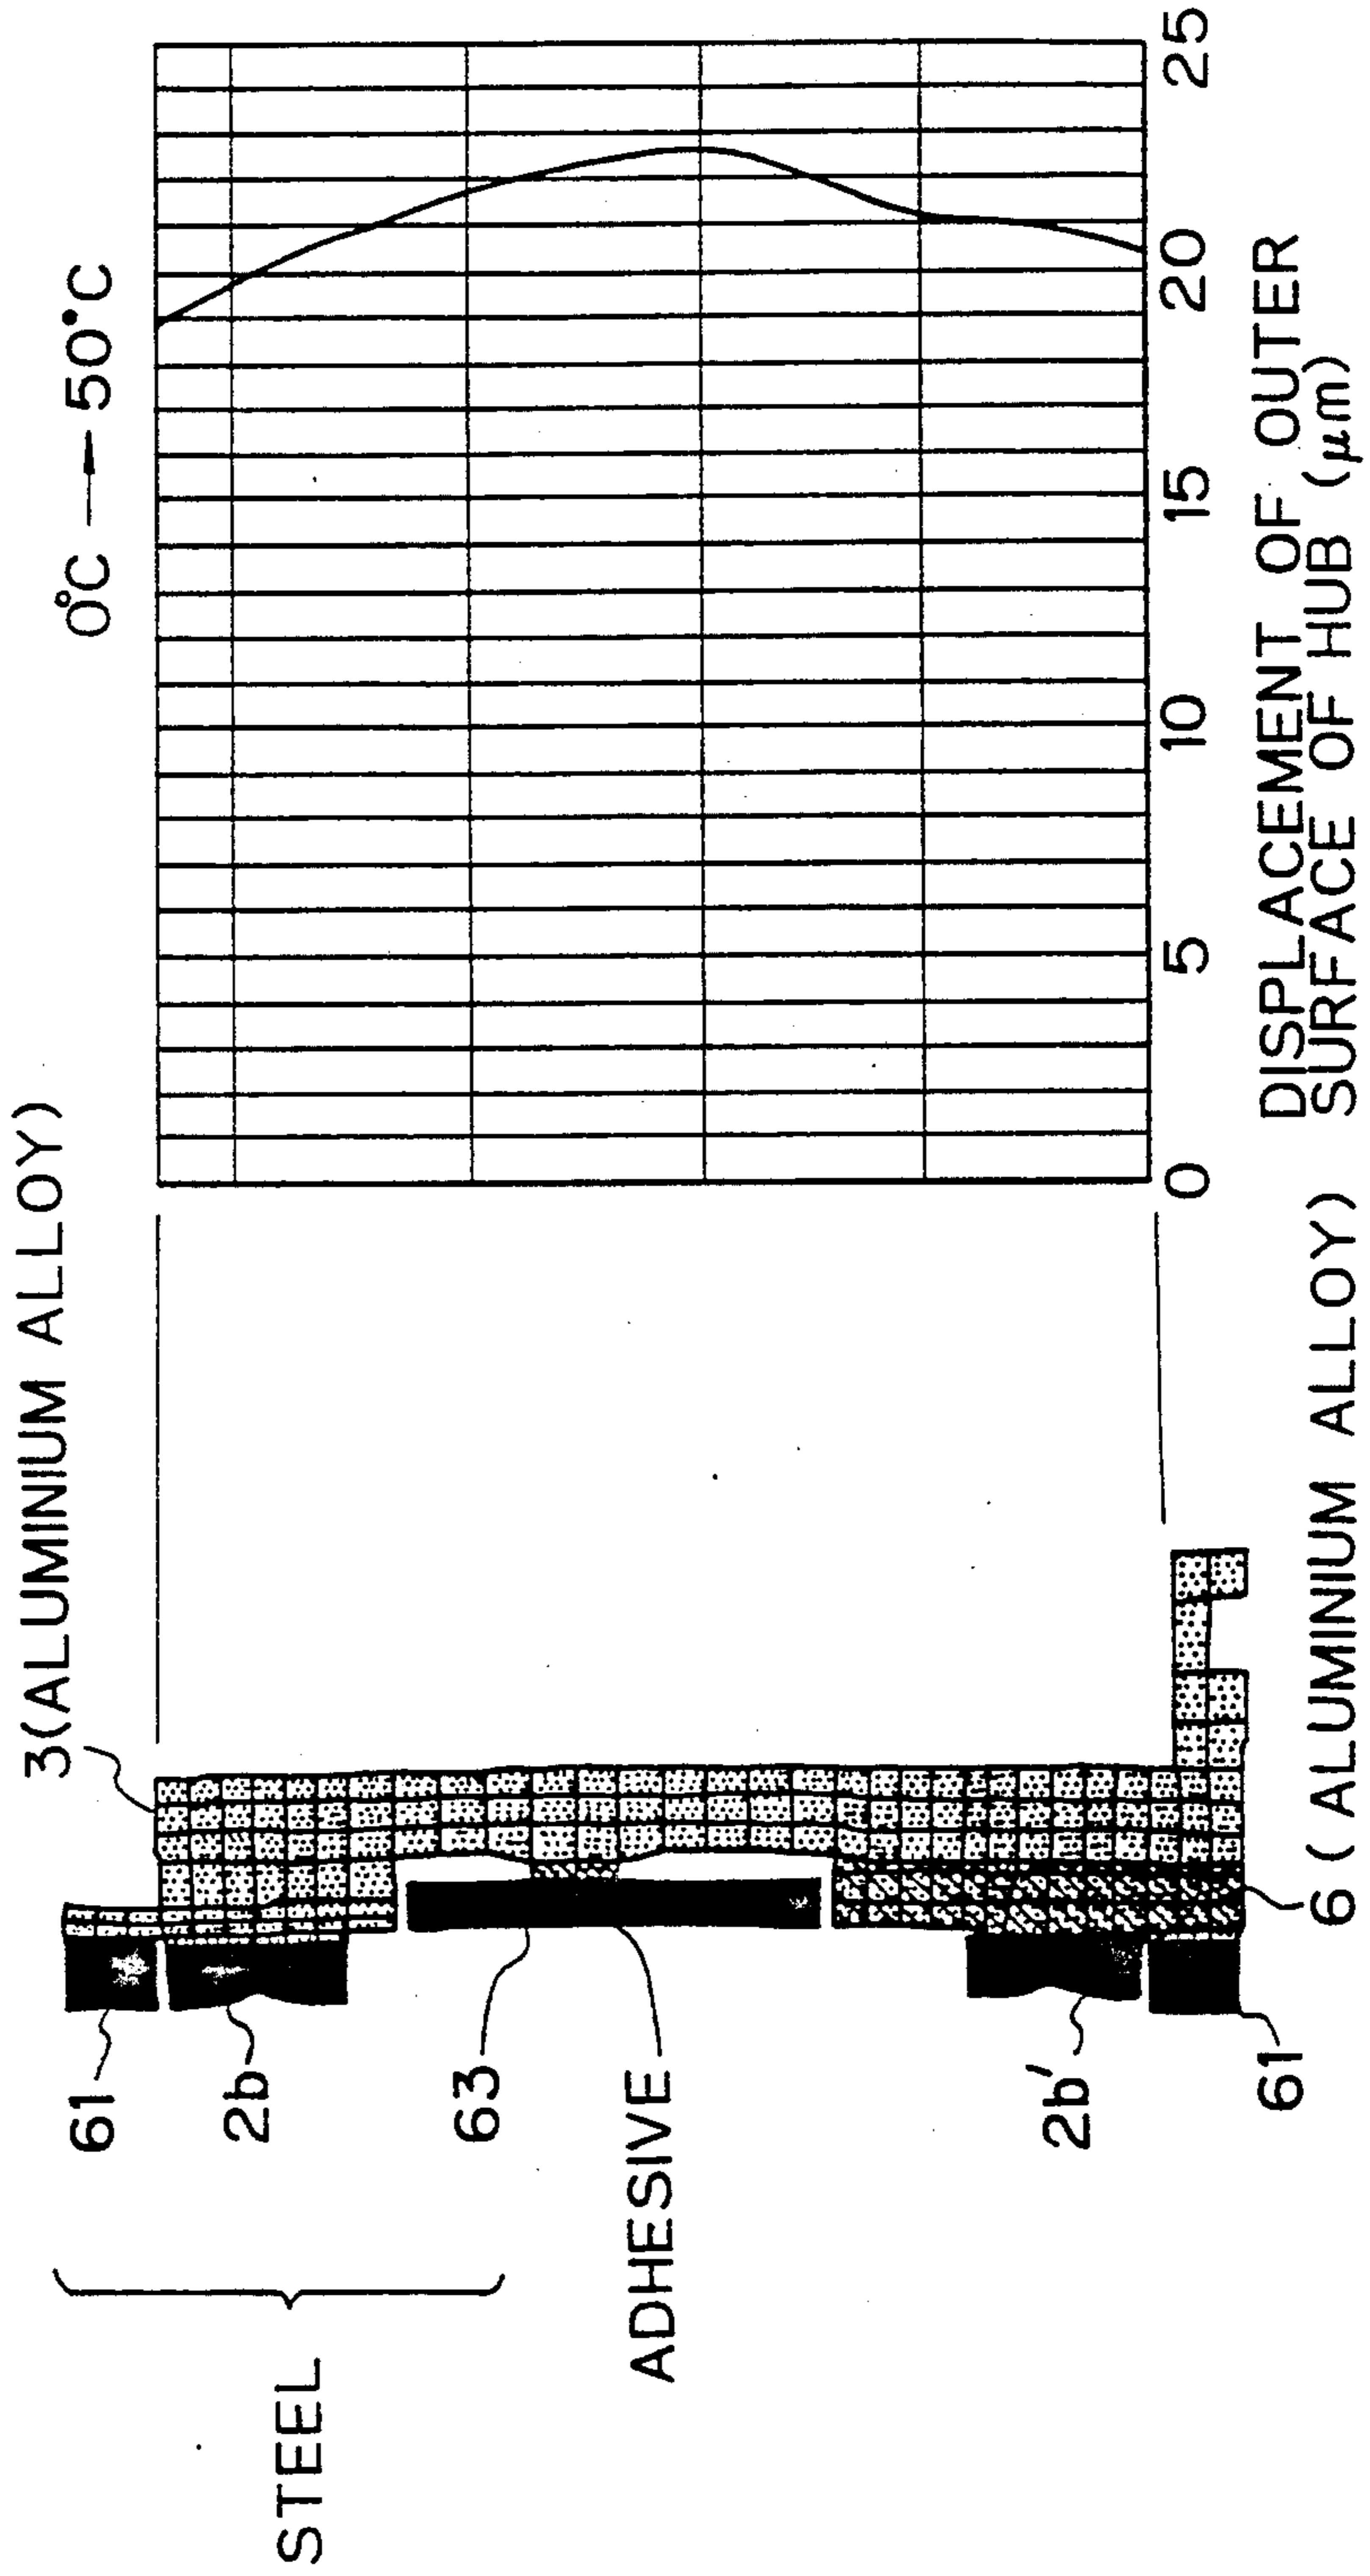 3(ALUMINIUM ALLOY)
0°C → 50°C
61
2b
63
STEEL
ADHESIVE
2b'
61
6 (ALUMINIUM ALLOY)
0 5 10 15 20 25
DISPLACEMENT OF OUTER
SURFACE OF HUB (μm)